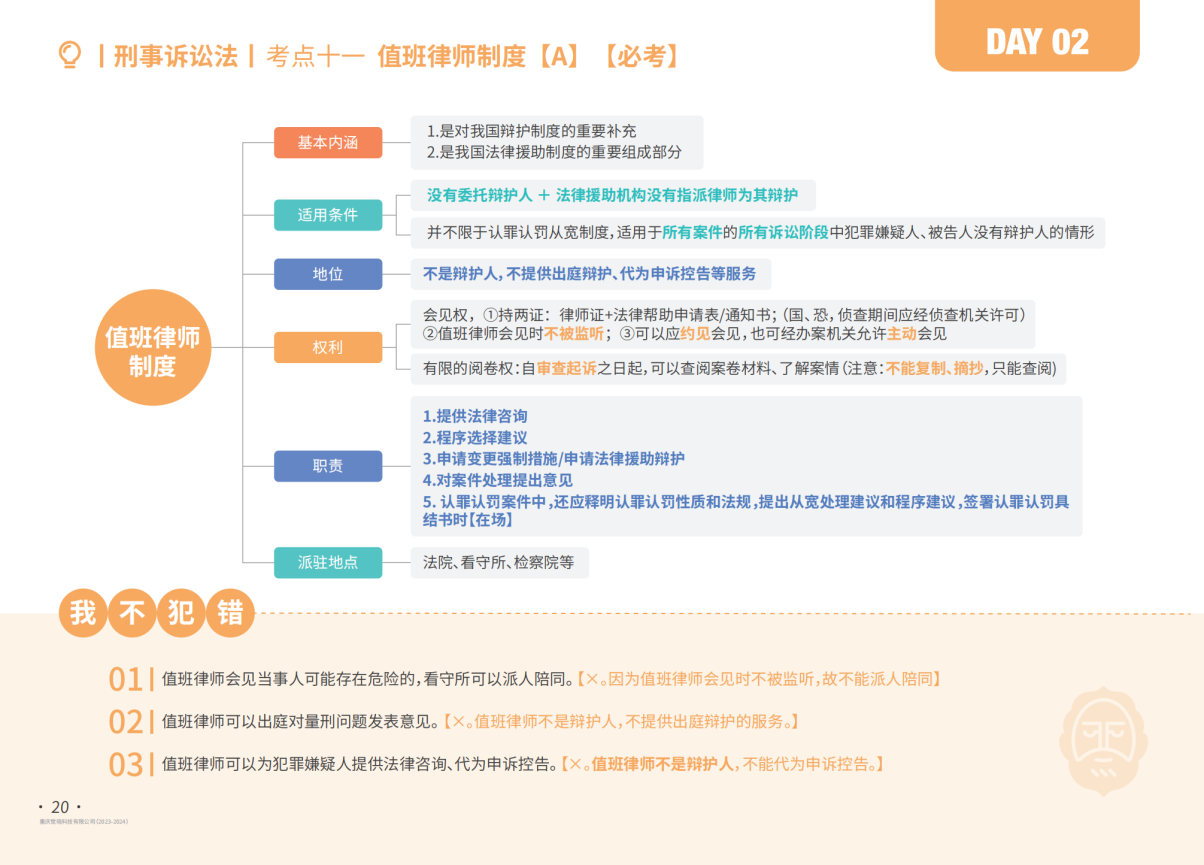 | 刑事诉讼法 | 考点十一 值班律师制度【A】【必考】
DAY 02
值班律师
制度
基本内涵
1.是对我国辩护制度的重要补充
2.是我国法律援助制度的重要组成部分
适用条件
没有委托辩护人 + 法律援助机构没有指派律师为其辩护
并不限于认罪认罚从宽制度,适用于所有案件的所有诉讼阶段中犯罪嫌疑人、被告人没有辩护人的情形
地位
不是辩护人,不提供出庭辩护、代为申诉控告等服务
权利
会见权，①持两证：律师证+法律帮助申请表/通知书；（国、恐，侦查期间应经侦查机关许可）
②值班律师会见时不被监听；③可以应约见会见，也可经办案机关允许主动会见
有限的阅卷权：自审查起诉之日起，可以查阅案卷材料、了解案情（注意：不能复制、摘抄，只能查阅)
职责
1.提供法律咨询
2.程序选择建议
3.申请变更强制措施/申请法律援助辩护
4.对案件处理提出意见
5. 认罪认罚案件中,还应释明认罪认罚性质和法规,提出从宽处理建议和程序建议,签署认罪认罚具
结书时【在场】
派驻地点
法院、看守所、检察院等
我不犯错
01| 值班律师会见当事人可能存在危险的,看守所可以派人陪同。【×。因为值班律师会见时不被监听,故不能派人陪同】
02| 值班律师可以出庭对量刑问题发表意见。【×。值班律师不是辩护人,不提供出庭辩护的服务。】
03| 值班律师可以为犯罪嫌疑人提供法律咨询、代为申诉控告。【×。值班律师不是辩护人,不能代为申诉控告。】
· 20 ·